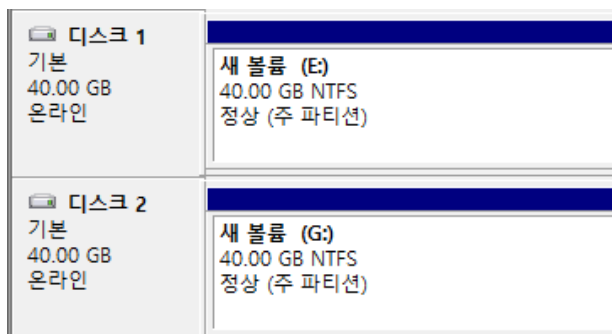 디스크 1
기본
40.00 GB
온라인
새 볼륨 (E:)
40.00 GB NTFS
정상 (주 파티션)
디스크 2
기본
40.00 GB
온라인
새 볼륨 (G:)
40.00 GB NTFS
정상 (주 파티션)